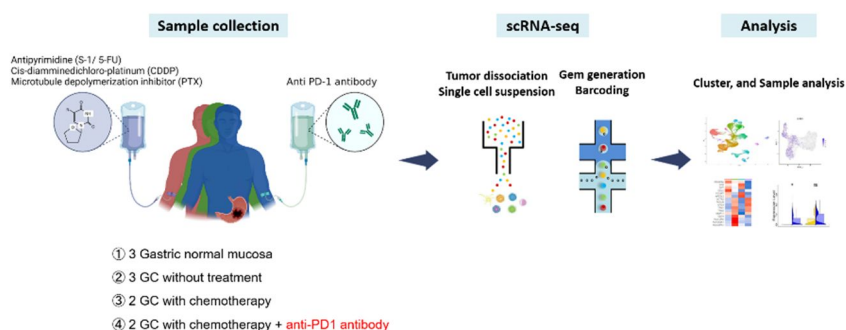 Sample collection
scRNA-seq
Analysis
Antipyrimidine (S-1/ 5-FU)
Cis-diamminedichloro-platinum (CDDP)
Microtubule depolymerization inhibitor (PTX)
Anti PD-1 antibody
Tumor dissociation
Single cell suspension
Gem generation
Barcoding
Cluster, and Sample analysis
① 3 Gastric normal mucosa
② 3 GC without treatment
③ 2 GC with chemotherapy
④ 2 GC with chemotherapy + anti-PD1 antibody